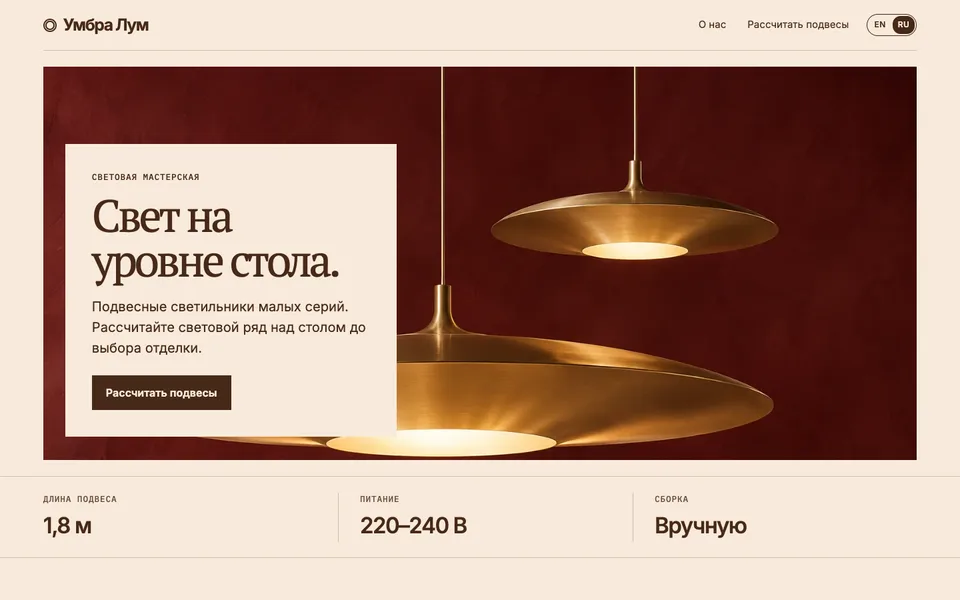 Умбра Лум
О нас
Рассчитать подвесы
EN
RU
СВЕТОВАЯ МАСТЕРСКАЯ
Свет на
уровне стола.
Подвесные светильники малых серий.
Рассчитайте световой ряд над столом до
выбора отделки.
Рассчитать подвесы
ДЛИНА ПОДВЕСА
1,8 м
ПИТАНИЕ
220–240 В
СБОРКА
Вручную